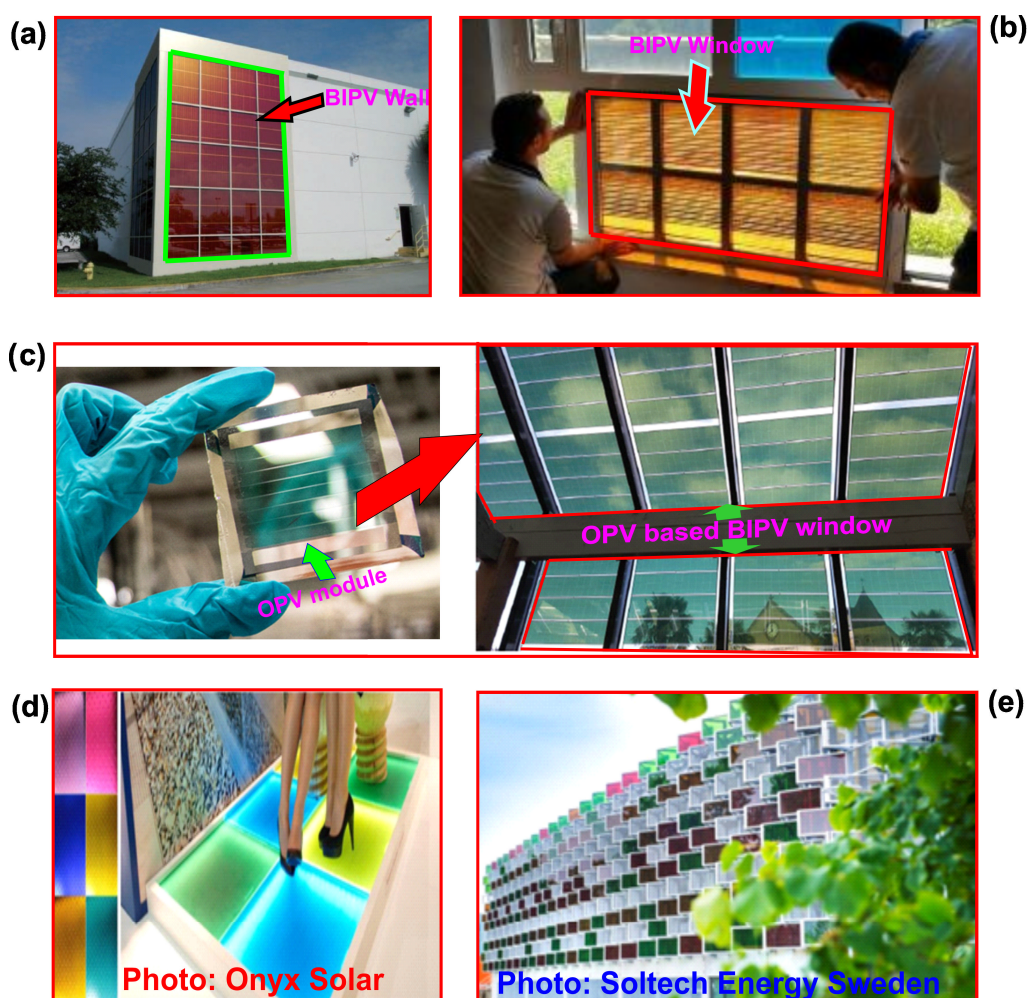 (a)
BIPV Wall
(b)
BIPV Window
(c)
OPV module
OPV based BIPV window
(d)
Photo: Onyx Solar
(e)
Photo: Soltech Energy Sweden